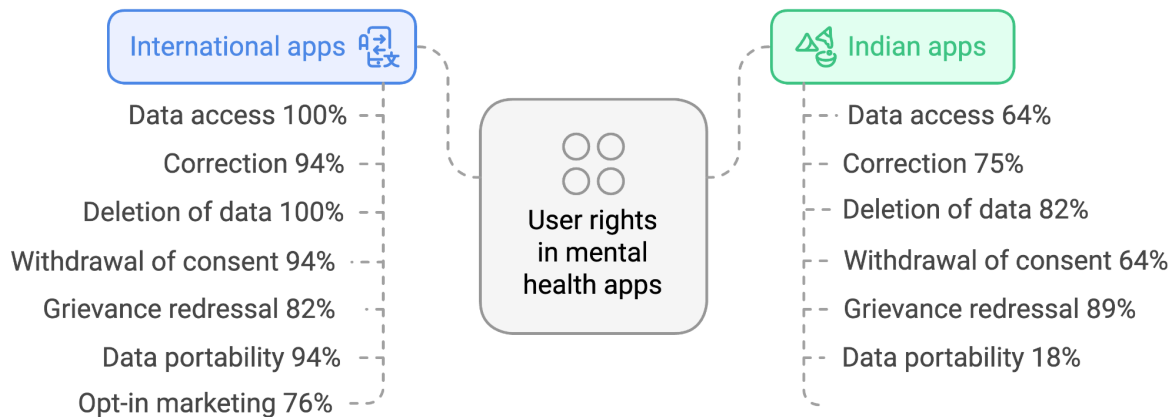 International apps
Data access 100%
Correction 94%
Deletion of data 100%
Withdrawal of consent 94%
Grievance redressal 82%
Data portability 94%
Opt-in marketing 76%
User rights
in mental
health apps
Indian apps
Data access 64%
Correction 75%
Deletion of data 82%
Withdrawal of consent 64%
Grievance redressal 89%
Data portability 18%